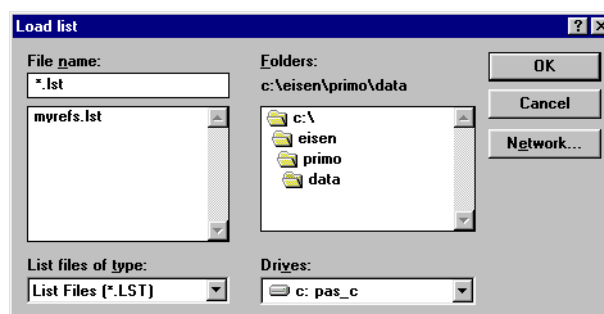 Load list
File name:
*.lst
myrefs.lst
List files of type:
List Files (*.LST)
Folders:
c:\eisen\primo\data
c:\
eisen
primo
data
Drives:
c: pas_c
OK
Cancel
Network...